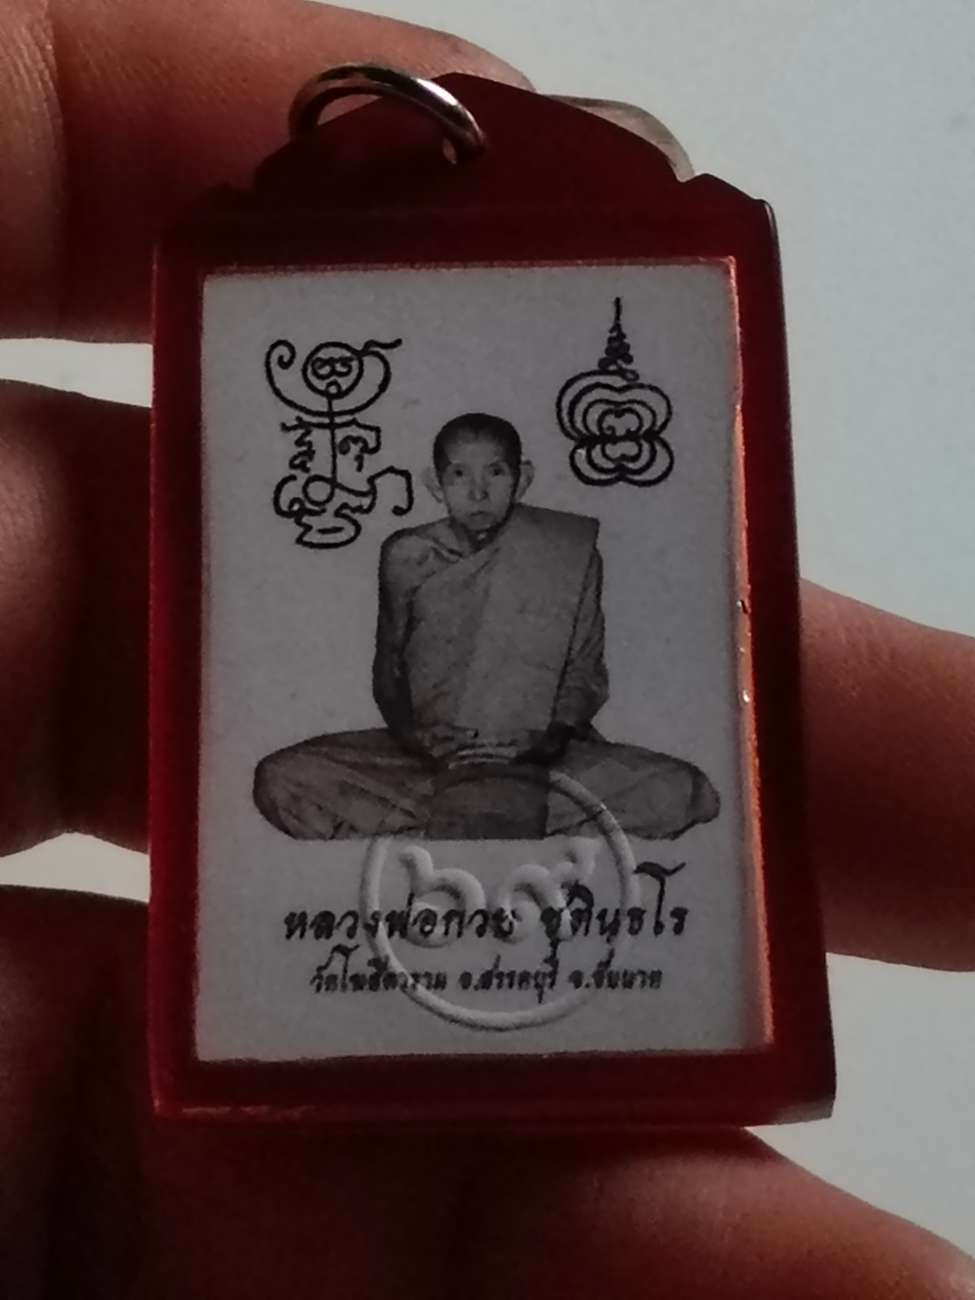 ๖๙
หลวงพ่อกวย ชุตินฺธโร
วัดโฆสิตาราม อ.สรรคบุรี จ.ชัยนาท